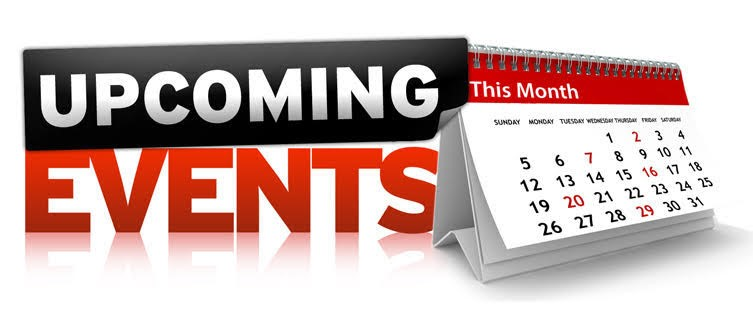 UPCOMING
EVENTS
This Month
SUNDAY MONDAY TUESDAY WEDNESDAY THURSDAY FRIDAY SATURDAY
1 2 3 4
5 6 7 8 9 10 11
12 13 14 15 16 17 18
19 20 21 22 23 24 25
26 27 28 29 30 31